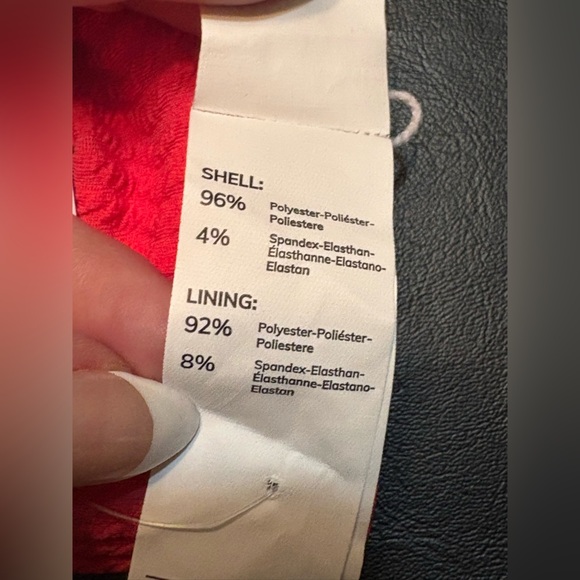 SHELL:
96% Polyester-Poliéster-
Poliestere
4% Spandex-Elasthan-
Élasthanne-Elastano-
Elastan
LINING:
92% Polyester-Poliéster-
Poliestere
8% Spandex-Elasthan-
Élasthanne-Elastano-
Elastan